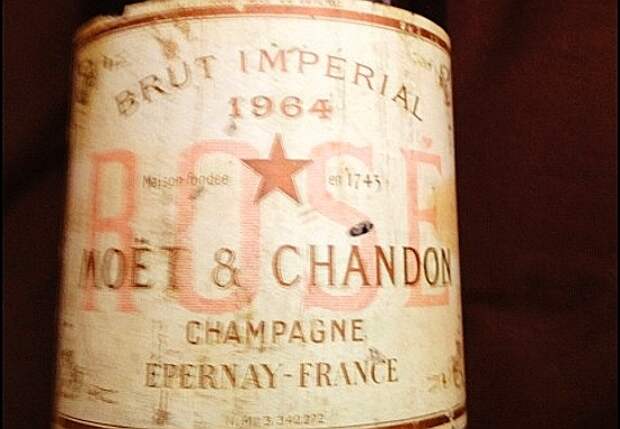 BRUT IMPÉRIAL
1964
ROSÉ
Maison fondée en 1743
MOËT & CHANDON
CHAMPAGNE
EPERNAY-FRANCE